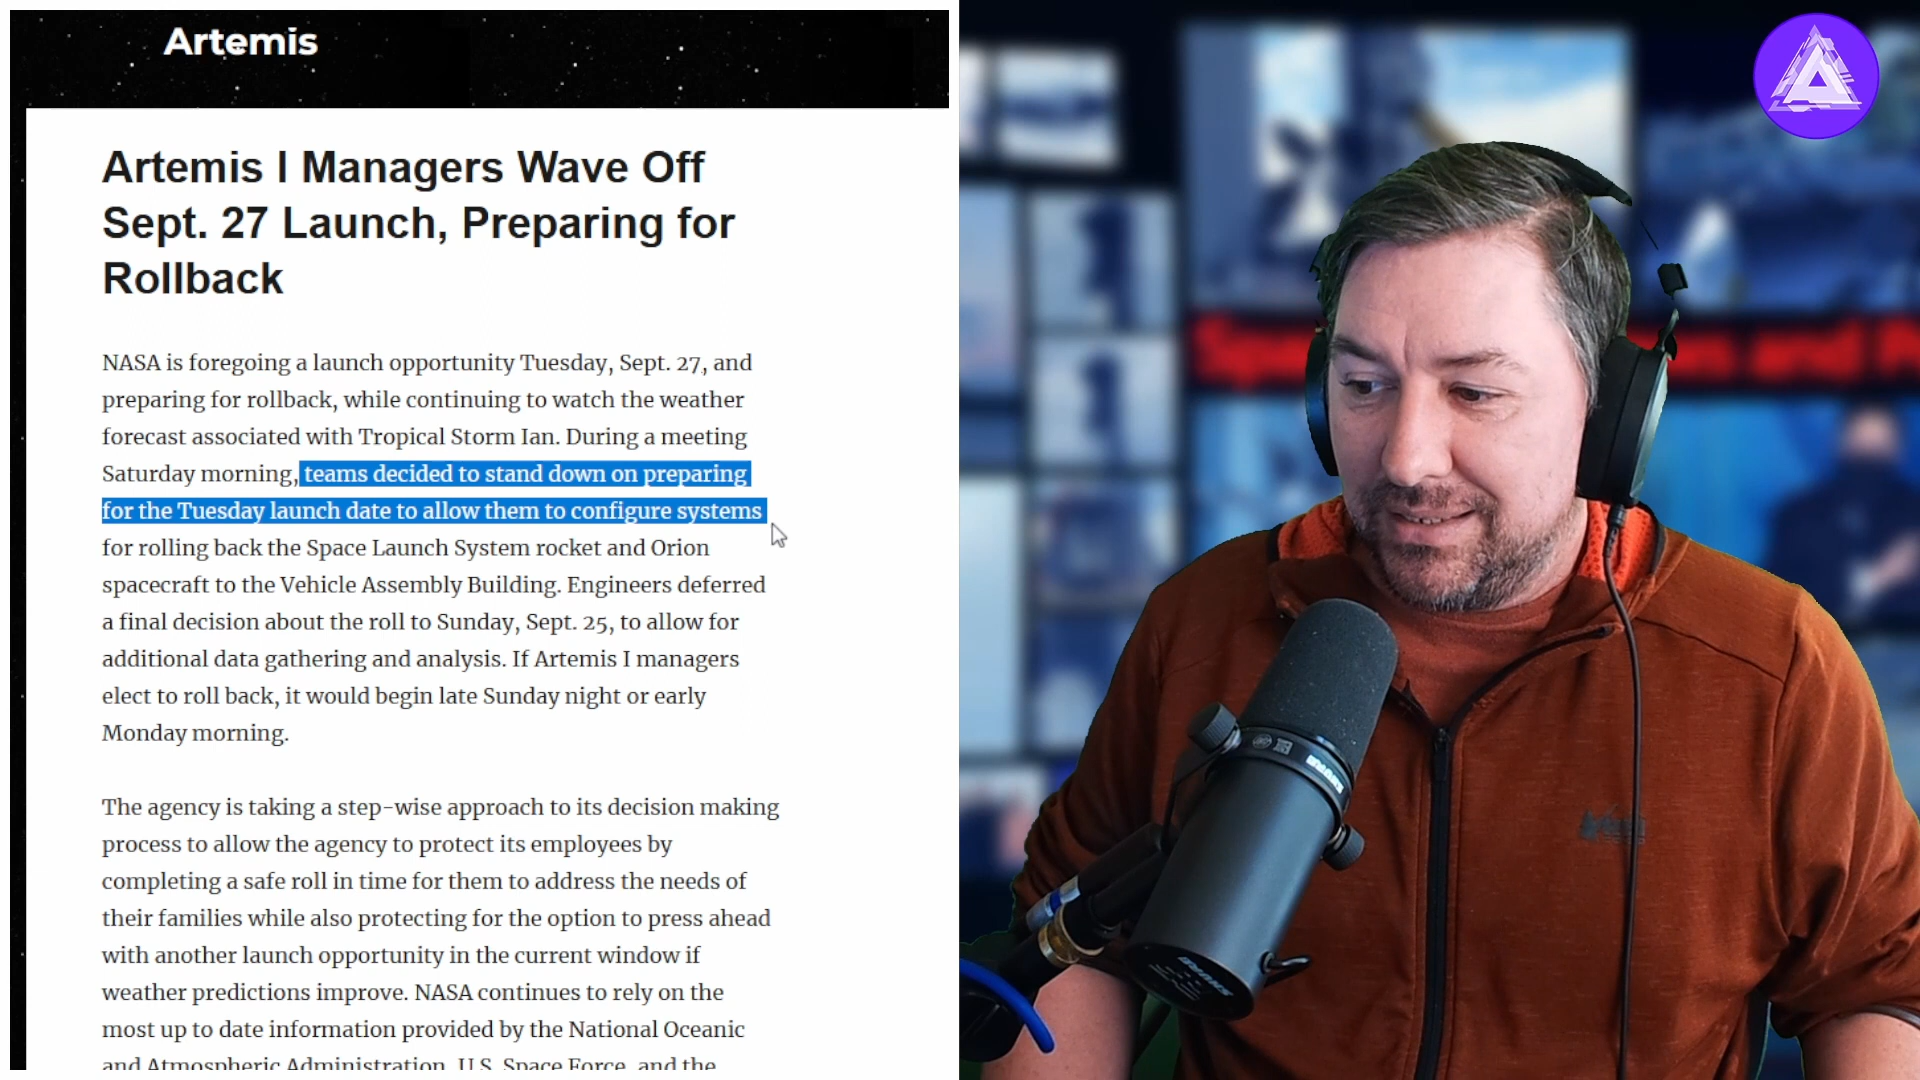 Artemis
Artemis I Managers Wave Off
Sept. 27 Launch, Preparing for
Rollback
NASA is foregoing a launch opportunity Tuesday, Sept. 27, and
preparing for rollback, while continuing to watch the weather
forecast associated with Tropical Storm Ian. During a meeting
Saturday morning, teams decided to stand down on preparing
for the Tuesday launch date to allow them to configure systems
for rolling back the Space Launch System rocket and Orion
spacecraft to the Vehicle Assembly Building. Engineers deferred
a final decision about the roll to Sunday, Sept. 25, to allow for
additional data gathering and analysis. If Artemis I managers
elect to roll back, it would begin late Sunday night or early
Monday morning.
The agency is taking a step-wise approach to its decision making
process to allow the agency to protect its employees by
completing a safe roll in time for them to address the needs of
their families while also protecting for the option to press ahead
with another launch opportunity in the current window if
weather predictions improve. NASA continues to rely on the
most up to date information provided by the National Oceanic
and Atmospheric Administration, U.S. Space Force, and the
SHURE
SHURE